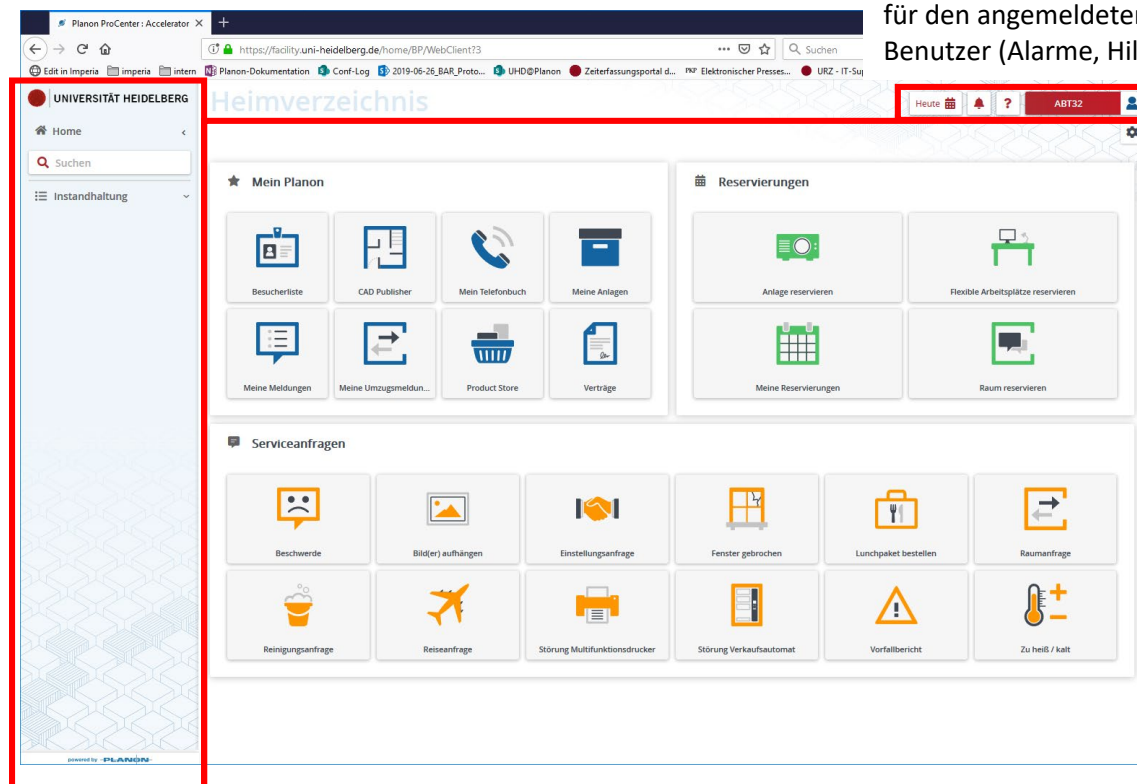 für den angemeldeten
Benutzer (Alarme, Hil
Planon ProCenter : Accelerator
https://facility.uni-heidelberg.de/home/BP/WebClient?3
Suchen
Edit in Imperia imperia intern Planon-Dokumentation Conf-Log 2019-06-26_BAR_Proto... UHD@Planon Zeiterfassungsportal d... Elektronischer Presses... URZ - IT-Su
UNIVERSITÄT HEIDELBERG
Heimverzeichnis
Heute ? ABT32
Home
Suchen
Instandhaltung
Mein Planon
Besucherliste CAD Publisher Mein Telefonbuch Meine Anlagen
Meine Meldungen Meine Umzugsmeldun... Product Store Verträge
Reservierungen
Anlage reservieren Flexible Arbeitsplätze reservieren
Meine Reservierungen Raum reservieren
Serviceanfragen
Beschwerde Bild(er) aufhängen Einstellungsanfrage Fenster gebrochen Lunchpaket bestellen Raumanfrage
Reinigungsanfrage Reiseanfrage Störung Multifunktionsdrucker Störung Verkaufsautomat Vorfallbericht Zu heiß / kalt
powered by PLANON